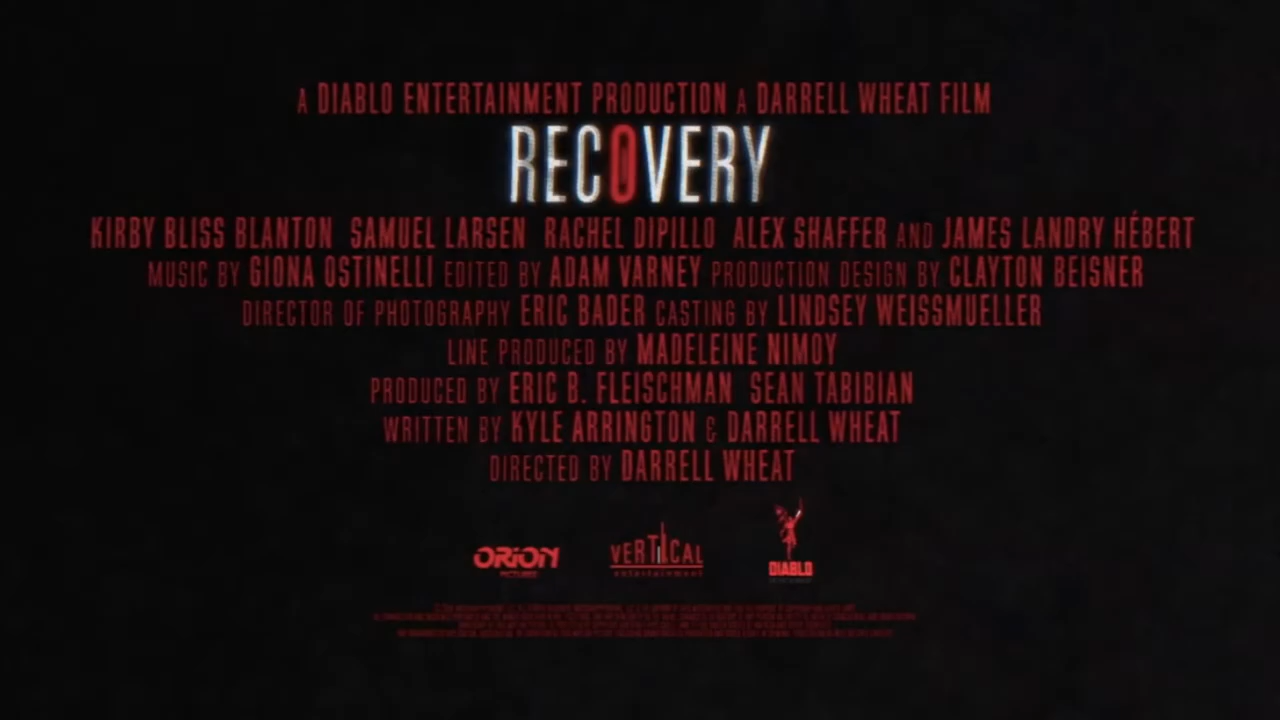 A DIABLO ENTERTAINMENT PRODUCTION A DARRELL WHEAT FILM
RECOVERY
KIRBY BLISS BLANTON SAMUEL LARSEN RACHEL DIPILLO ALEX SHAFFER AND JAMES LANDRY HÉBERT
MUSIC BY GIONA OSTINELLI EDITED BY ADAM VARNEY PRODUCTION DESIGN BY CLAYTON BEISNER
DIRECTOR OF PHOTOGRAPHY ERIC BADER CASTING BY LINDSEY WEISSMUELLER
LINE PRODUCED BY MADELEINE NIMOY
PRODUCED BY ERIC B. FLEISCHMAN SEAN TABIBIAN
WRITTEN BY KYLE ARRINGTON & DARRELL WHEAT
DIRECTED BY DARRELL WHEAT
ORION VERTICAL DIABLO
PICTURES entertainment